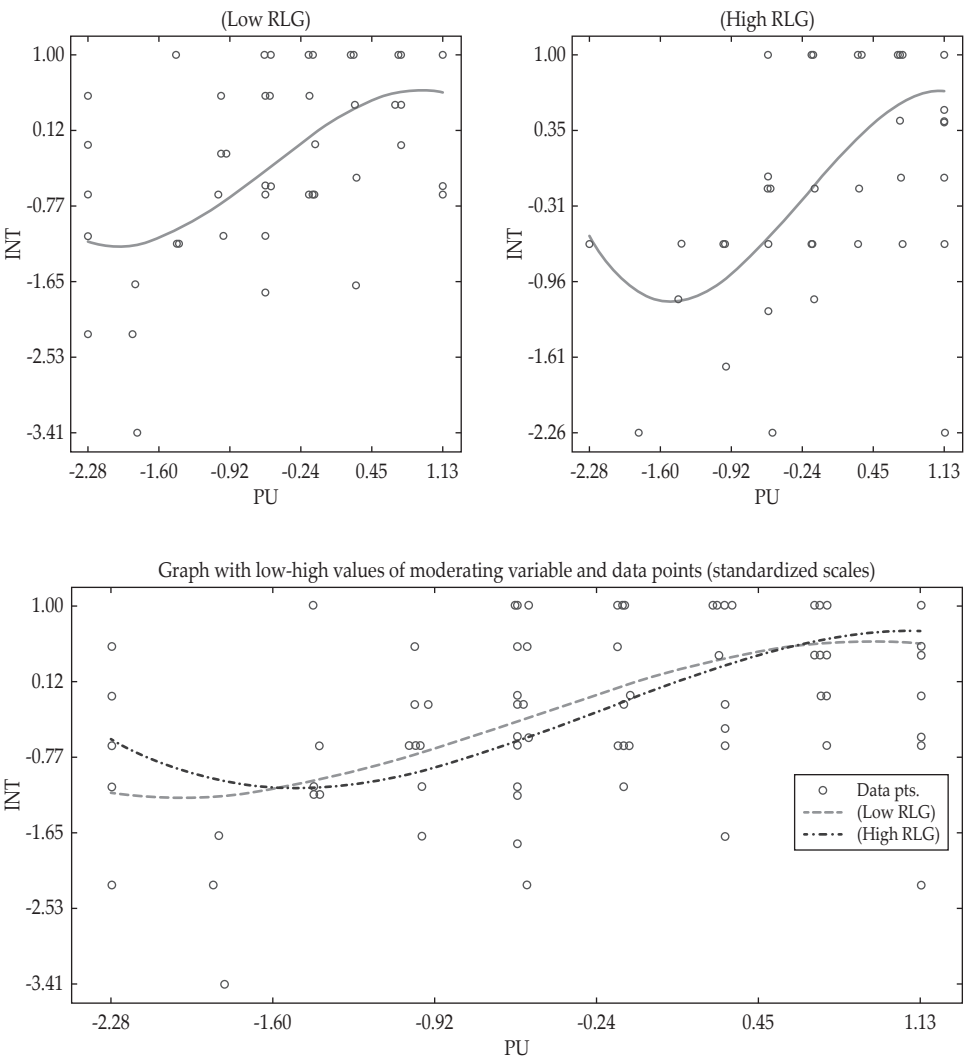 (Low RLG)
1.00
0.12
-0.77
-1.65
-2.53
-3.41
INT
-2.28 -1.60 -0.92 -0.24 0.45 1.13
PU
(High RLG)
1.00
0.35
-0.31
-0.96
-1.61
-2.26
INT
-2.28 -1.60 -0.92 -0.24 0.45 1.13
PU
Graph with low-high values of moderating variable and data points (standardized scales)
1.00
0.12
-0.77
-1.65
-2.53
-3.41
INT
Data pts.
(Low RLG)
(High RLG)
-2.28 -1.60 -0.92 -0.24 0.45 1.13
PU